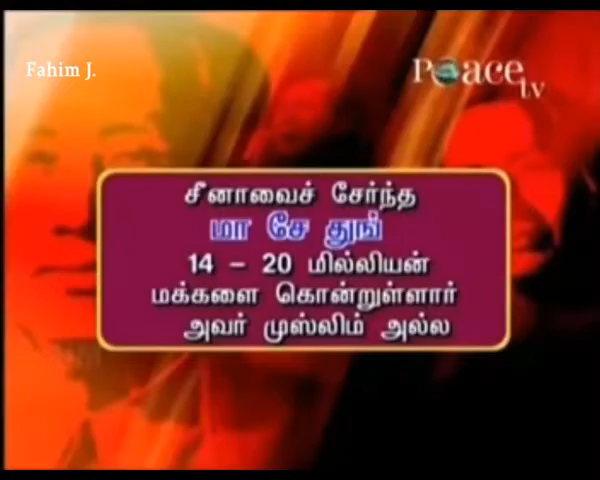 Fahim J.
Peace tv
சீனாவைச் சேர்ந்த
மா சே துங்
14 - 20 மில்லியன்
மக்களை கொன்றுள்ளார்
அவர் முஸ்லிம் அல்ல